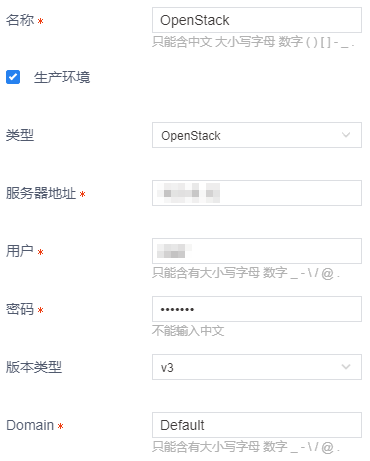 名称 * OpenStack
只能含中文 大小写字母 数字 ( ) [ ] - _ .
生产环境
类型 OpenStack
服务器地址 *
用户 *
只能含有大小写字母 数字 _ - \ / @ .
密码 * •••••••
不能输入中文
版本类型 v3
Domain * Default
只能含有大小写字母 数字 _ - \ / @ .